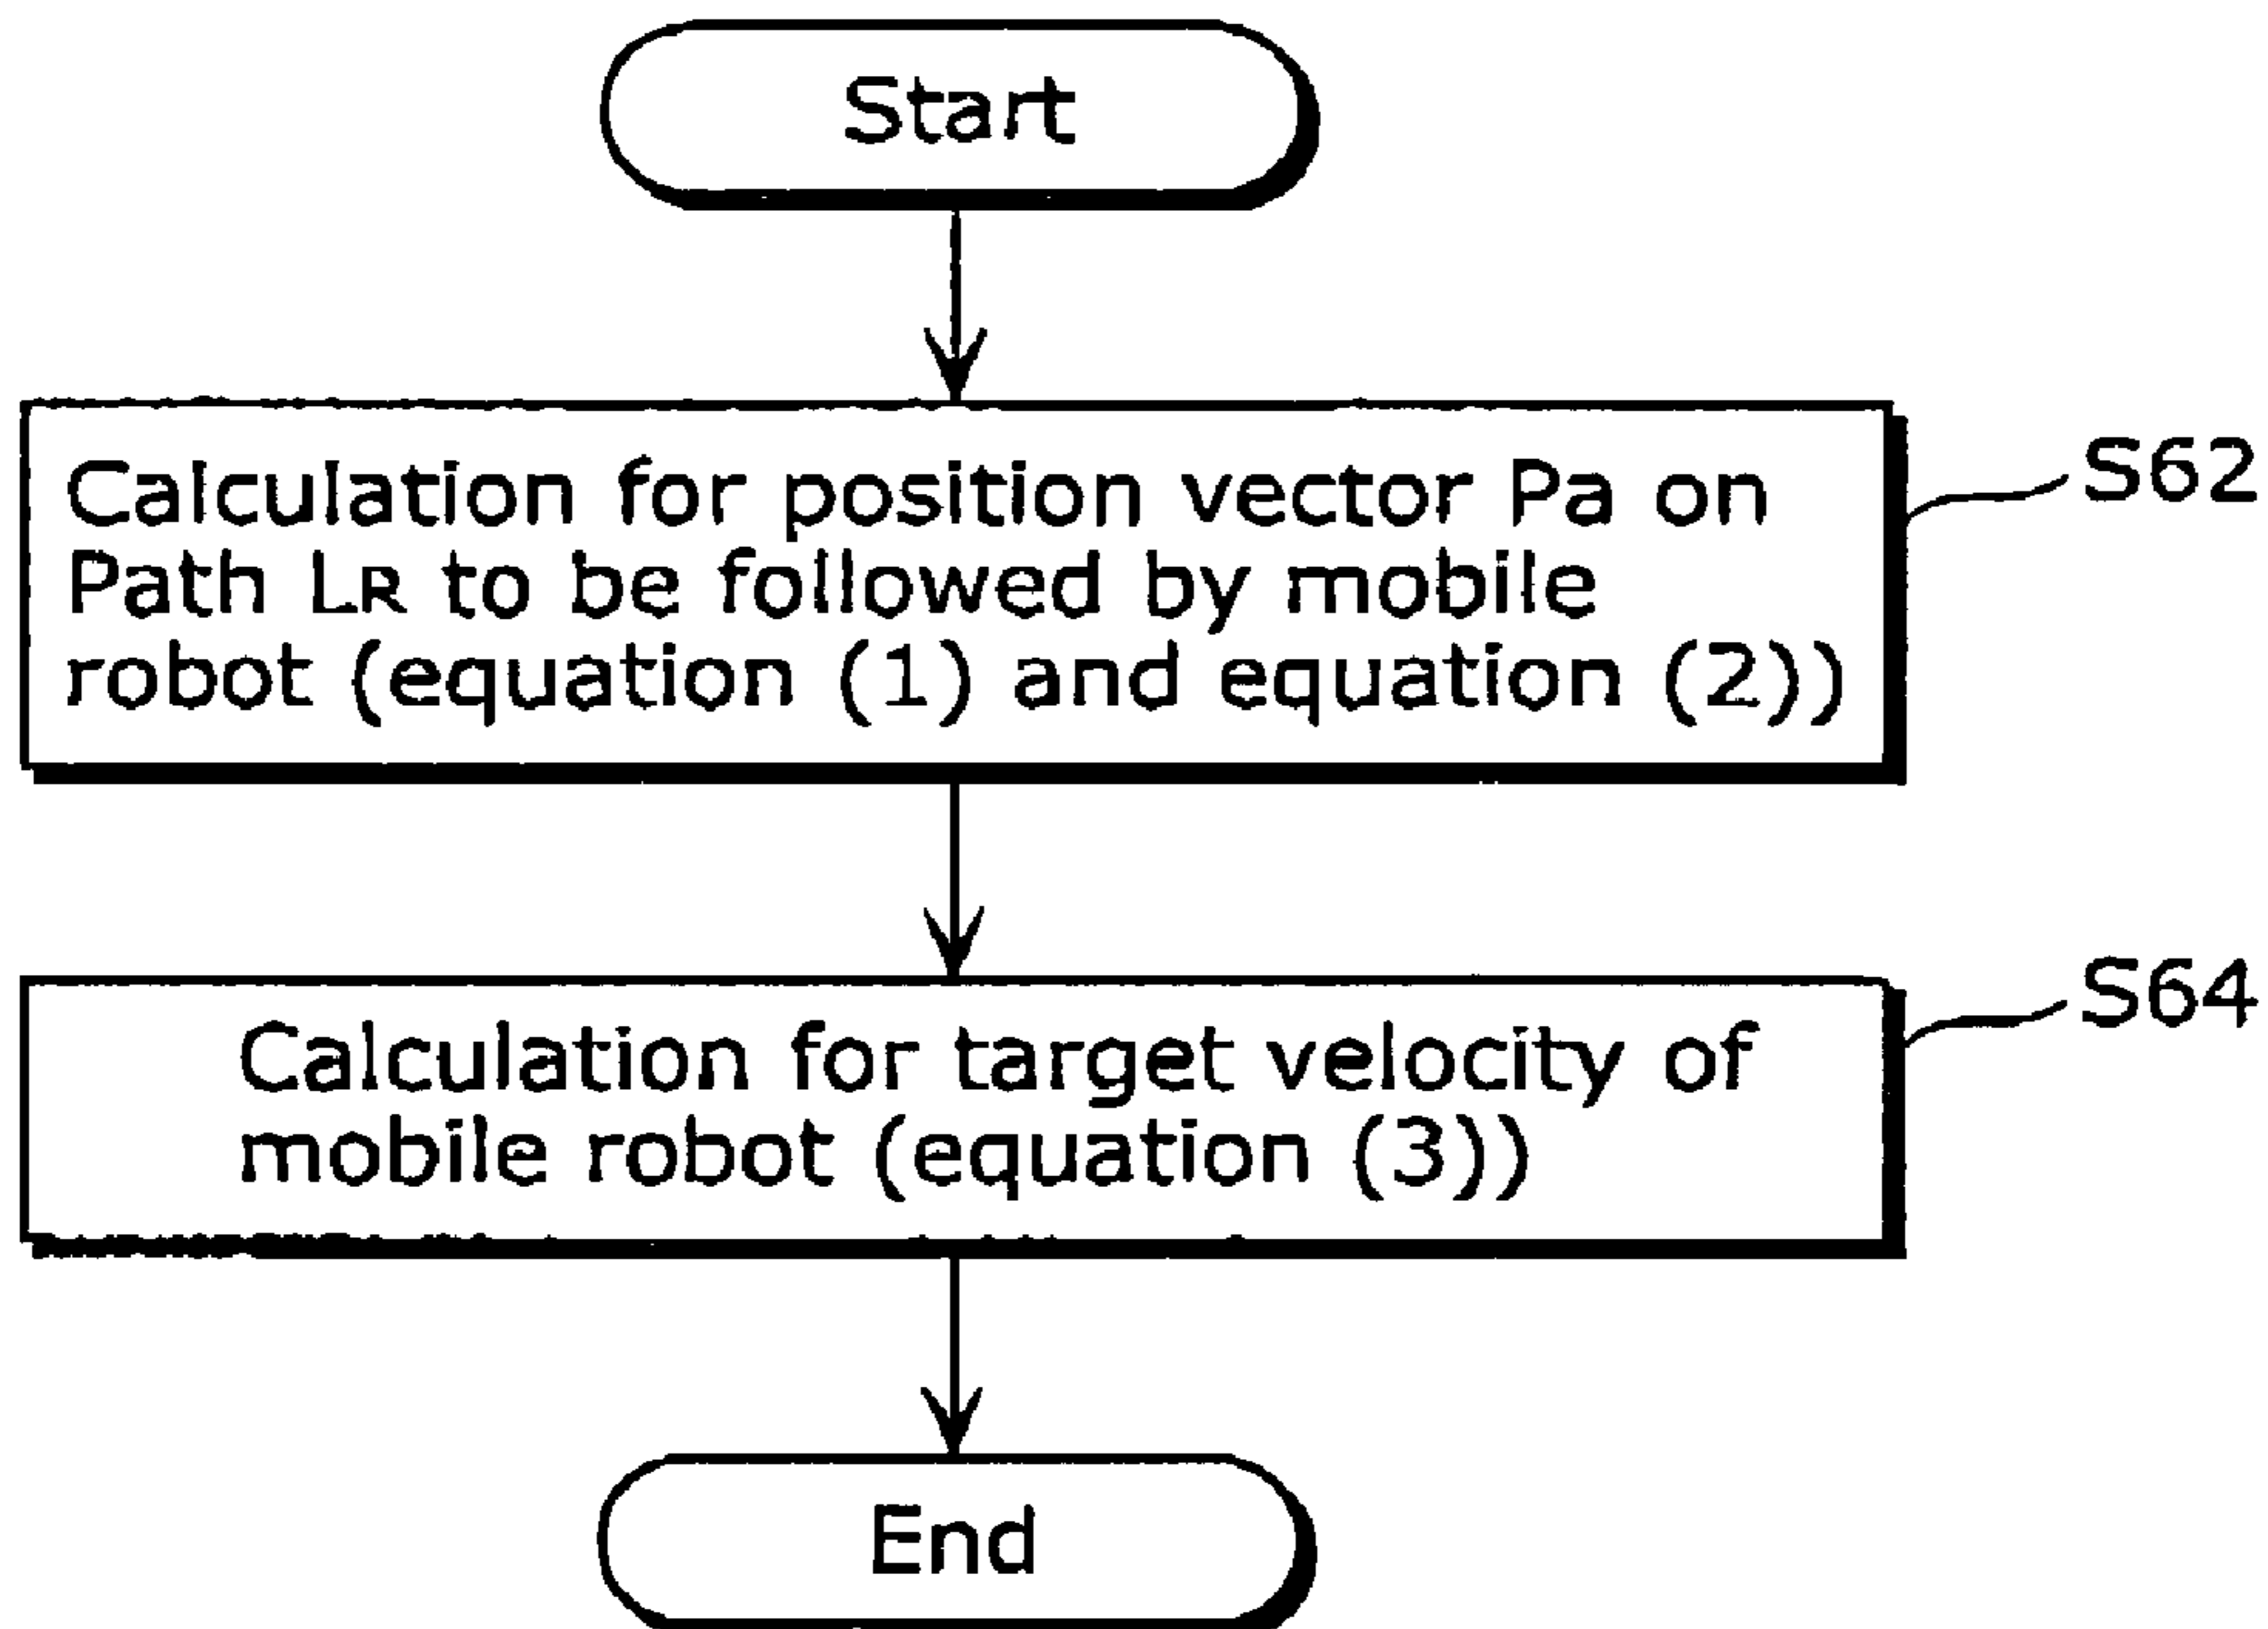 Start
Calculation for position vector Pa on
Path LR to be followed by mobile
robot (equation (1) and equation (2))
S62
Calculation for target velocity of
mobile robot (equation (3))
S64
End